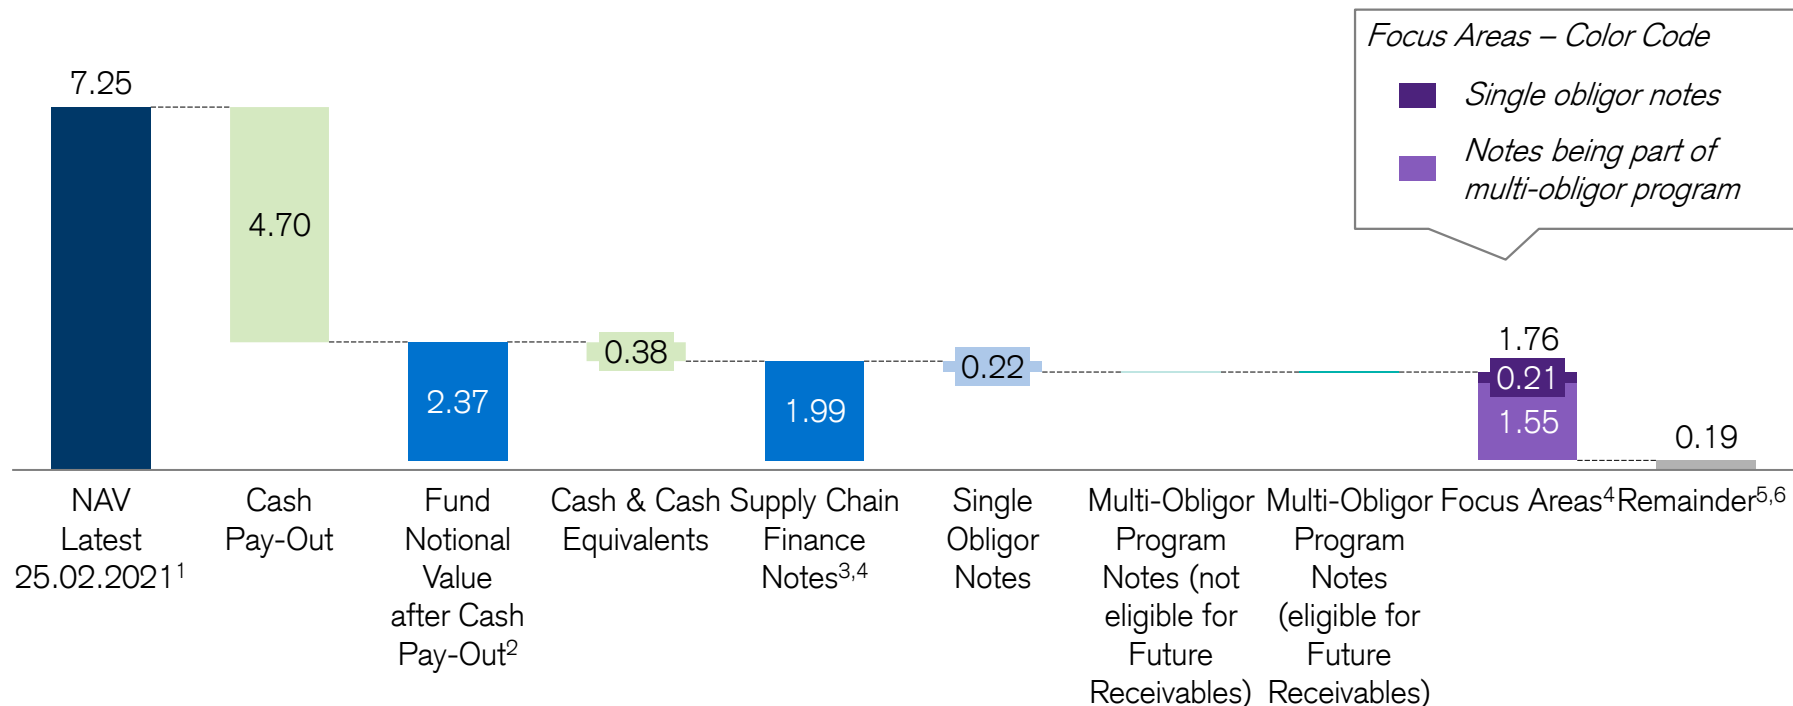 Focus Areas – Color Code
Single obligor notes
Notes being part of
multi-obligor program
7.25
4.70
2.37
0.38
1.99
0.22
1.76
0.21
1.55
0.19
NAV
Latest
25.02.2021¹
Cash
Pay-Out
Fund
Notional
Value
after Cash
Pay-Out²
Cash & Cash
Equivalents
Supply Chain
Finance
Notes³,⁴
Single
Obligor
Notes
Multi-Obligor
Program
Notes (not
eligible for
Future
Receivables)
Multi-Obligor
Program
Notes
(eligible for
Future
Receivables)
Focus Areas⁴
Remainder⁵,⁶